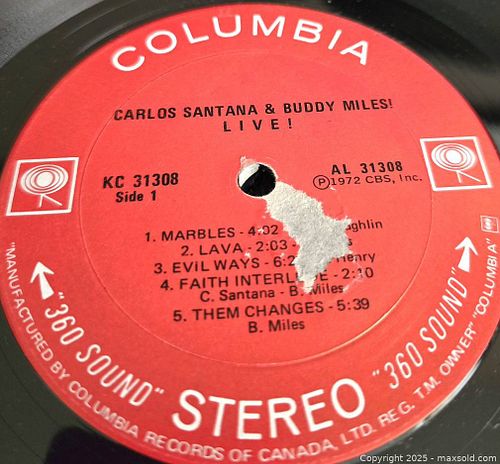 COLUMBIA
CARLOS SANTANA & BUDDY MILES!
LIVE!
KC 31308
Side 1
AL 31308
Ⓟ1972 CBS, Inc.
1. MARBLES - 4:02
2. LAVA - 2:03 -
3. EVIL WAYS - 6:2
4. FAITH INTERL DE - 2:10
C. Santana - B. Miles
5. THEM CHANGES - 5:39
B. Miles
"360 SOUND" STEREO "360 SOUND"
"MANUFACTURED BY COLUMBIA RECORDS OF CANADA, LTD. REG. T.M. OWNER" "COLUMBIA"
Copyright 2025 - maxsold.com